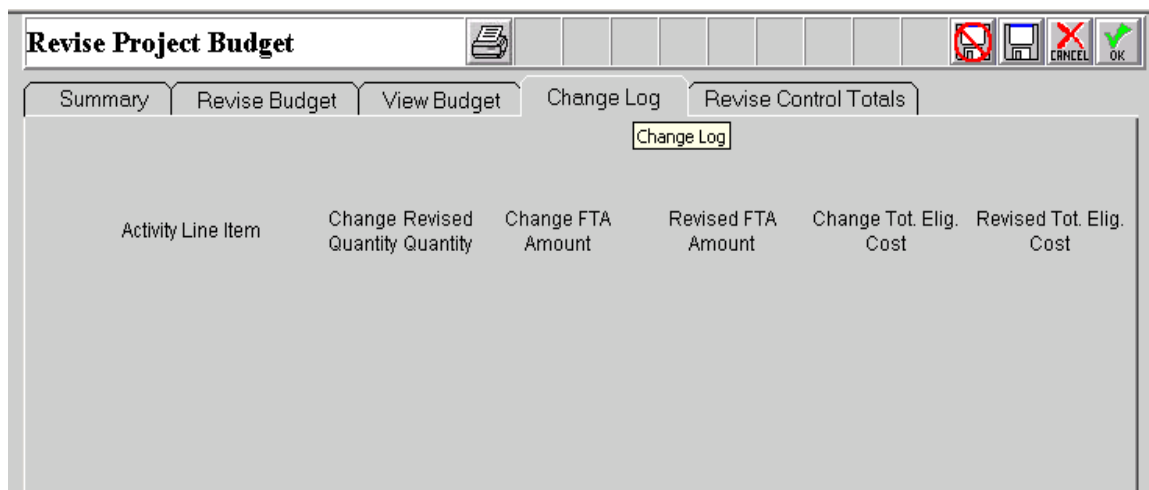 Revise Project Budget
CANCEL OK
Summary Revise Budget View Budget Change Log Revise Control Totals
Change Log
Activity Line Item
Change Revised
Quantity Quantity
Change FTA
Amount
Revised FTA
Amount
Change Tot. Elig.
Cost
Revised Tot. Elig.
Cost